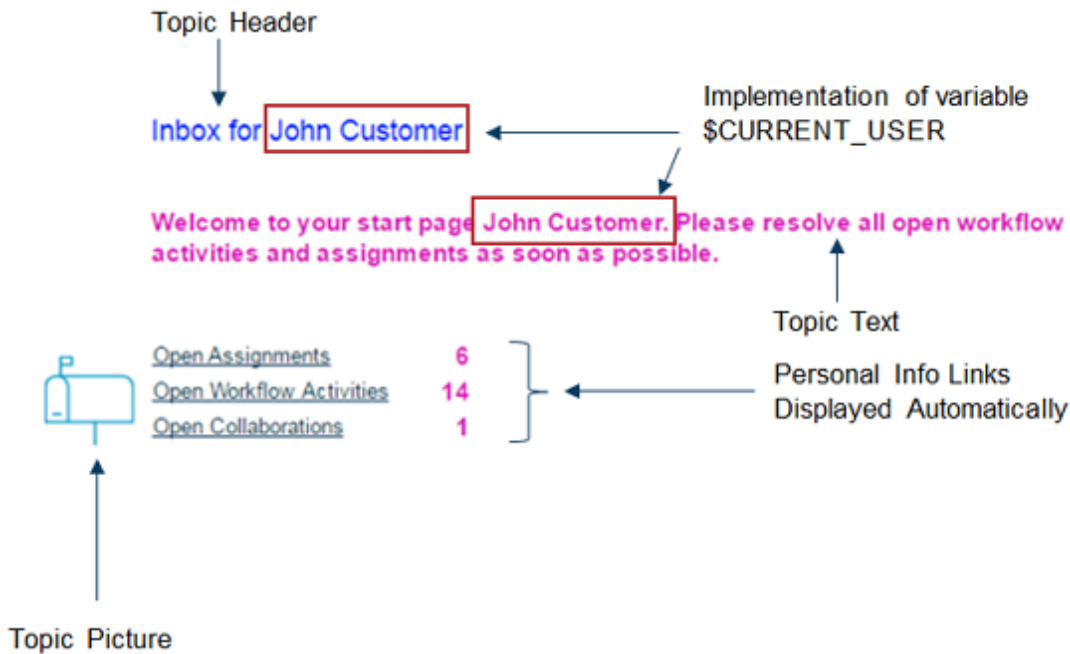 Topic Header
Implementation of variable
$CURRENT_USER
Inbox for John Customer
Welcome to your start page John Customer. Please resolve all open workflow
activities and assignments as soon as possible.
Topic Text
Open Assignments 6
Open Workflow Activities 14
Open Collaborations 1
Personal Info Links
Displayed Automatically
Topic Picture